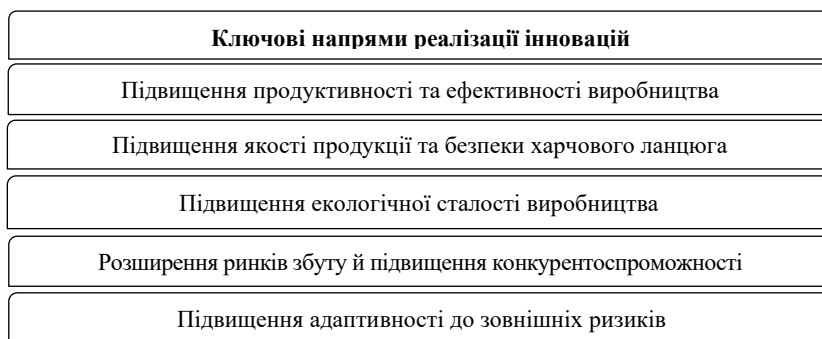 Ключові напрями реалізації інновацій
Підвищення продуктивності та ефективності виробництва
Підвищення якості продукції та безпеки харчового ланцюга
Підвищення екологічної сталості виробництва
Розширення ринків збуту й підвищення конкурентоспроможності
Підвищення адаптивності до зовнішніх ризиків